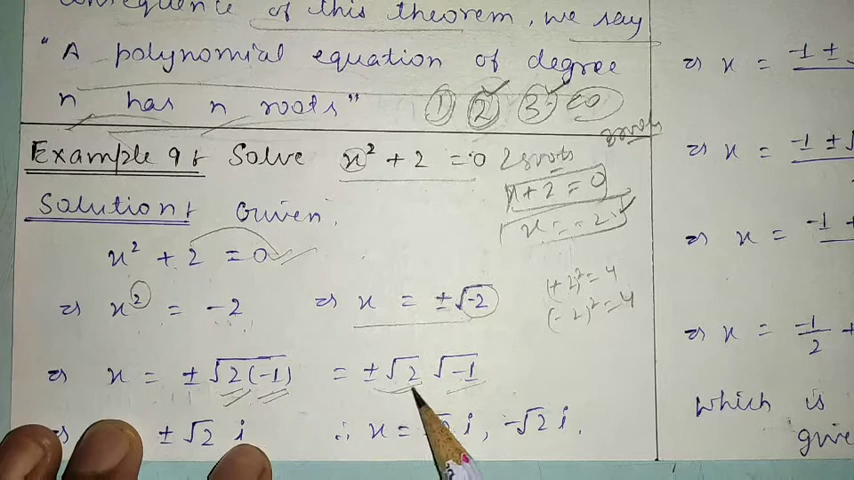 consequence of this theorem, we say
"A polynomial equation of degree
n has n roots" ① ② ③ ∞
roots
Example 9: Solve x² + 2 = 0 2 roots
x + 2 = 0
x = -2
Solution: Given
x² + 2 = 0
⇒ x² = -2 ⇒ x = ±√-2
(+2)² = 4
(-2)² = 4
⇒ x = ±√2(-1) = ±√2 √-1
± √2 i ∴ x = i, -√2 i.
⇒ x = -1 ±
⇒ x = -1 ± √
⇒ x = -1 +
⇒ x = -1/2 +
Which is
give